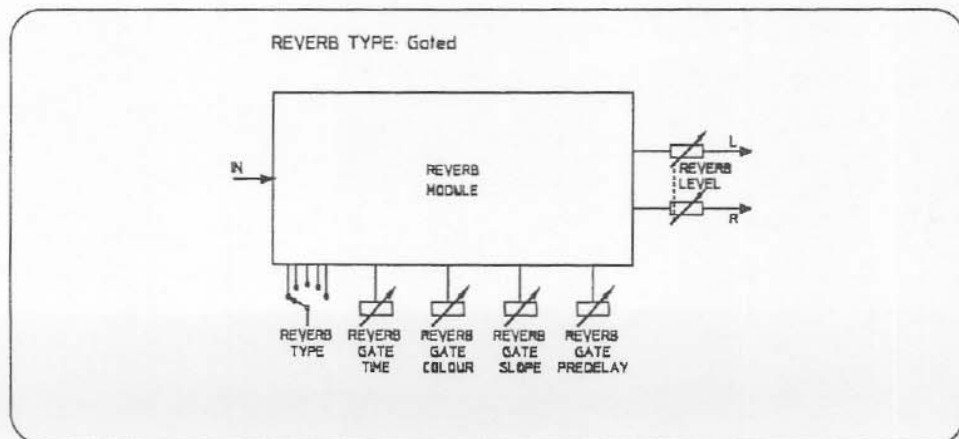 REVERB TYPE: Gated
IN
REVERB
MODULE
L
REVERB
LEVEL
R
REVERB
TYPE
REVERB
GATE
TIME
REVERB
GATE
COLOUR
REVERB
GATE
SLOPE
REVERB
GATE
PREDELAY